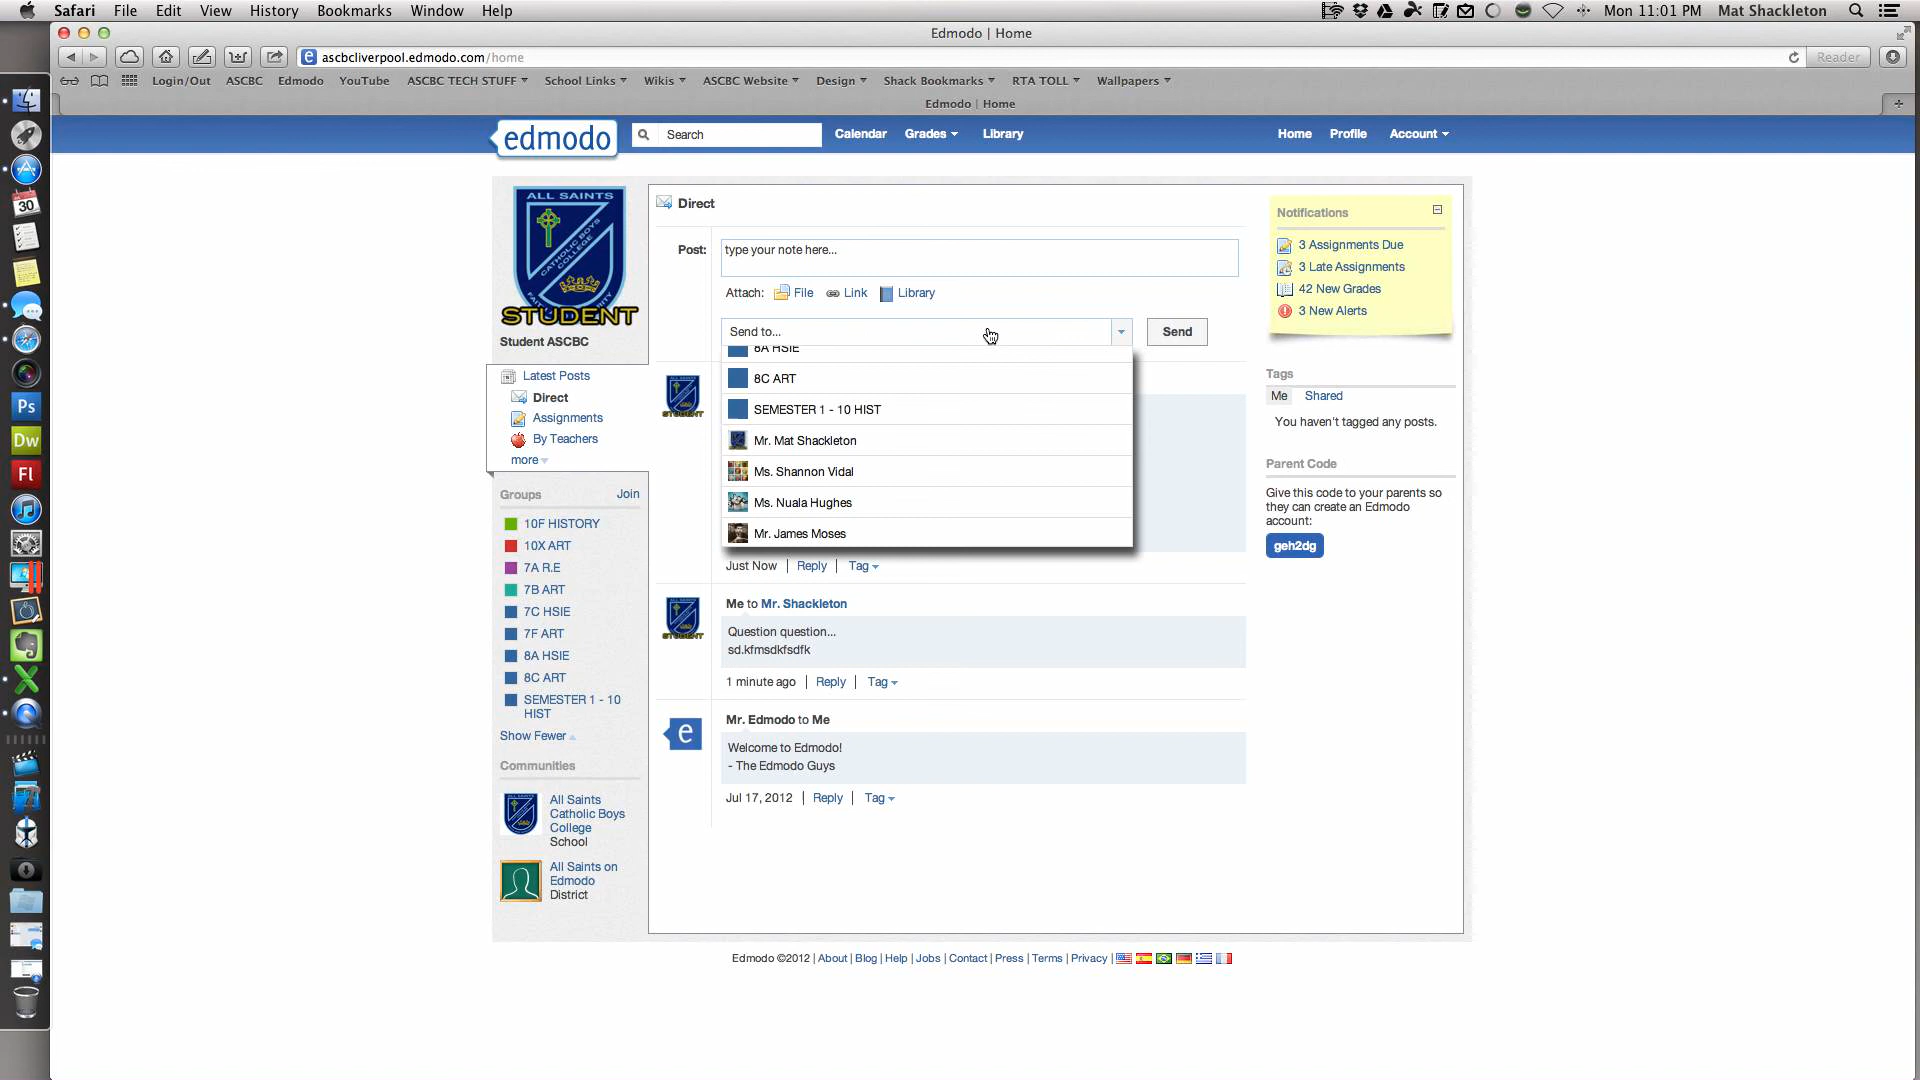 Safari File Edit View History Bookmarks Window Help
Mon 11:01 PM Mat Shackleton
Edmodo | Home
ascbcliverpool.edmodo.com/home
Reader
Login/Out ASCBC Edmodo YouTube ASCBC TECH STUFF School Links Wikis ASCBC Website Design Shack Bookmarks RTA TOLL Wallpapers
Edmodo | Home
edmodo
Search
Calendar Grades Library
Home Profile Account
ALL SAINTS
CATHOLIC BOYS
COLLEGE
STUDENT
Student ASCBC
Latest Posts
Direct
Assignments
By Teachers
more
Groups Join
10F HISTORY
10X ART
7A R.E
7B ART
7C HSIE
7F ART
8A HSIE
8C ART
SEMESTER 1 - 10
HIST
Show Fewer
Communities
All Saints
Catholic Boys
College
School
All Saints on
Edmodo
District
Direct
Post:
type your note here...
Attach: File Link Library
Send to...
Send
8A HSIE
8C ART
SEMESTER 1 - 10 HIST
Mr. Mat Shackleton
Ms. Shannon Vidal
Ms. Nuala Hughes
Mr. James Moses
STUDENT
Just Now | Reply | Tag
STUDENT
Me to Mr. Shackleton
Question question...
sd.kfmsdkfsdfk
1 minute ago | Reply | Tag
e
Mr. Edmodo to Me
Welcome to Edmodo!
- The Edmodo Guys
Jul 17, 2012 | Reply | Tag
Notifications
3 Assignments Due
3 Late Assignments
42 New Grades
3 New Alerts
Tags
Me Shared
You haven't tagged any posts.
Parent Code
Give this code to your parents so
they can create an Edmodo
account:
geh2dg
Edmodo ©2012 | About | Blog | Help | Jobs | Contact | Press | Terms | Privacy |
30
Ps
Dw
Fl